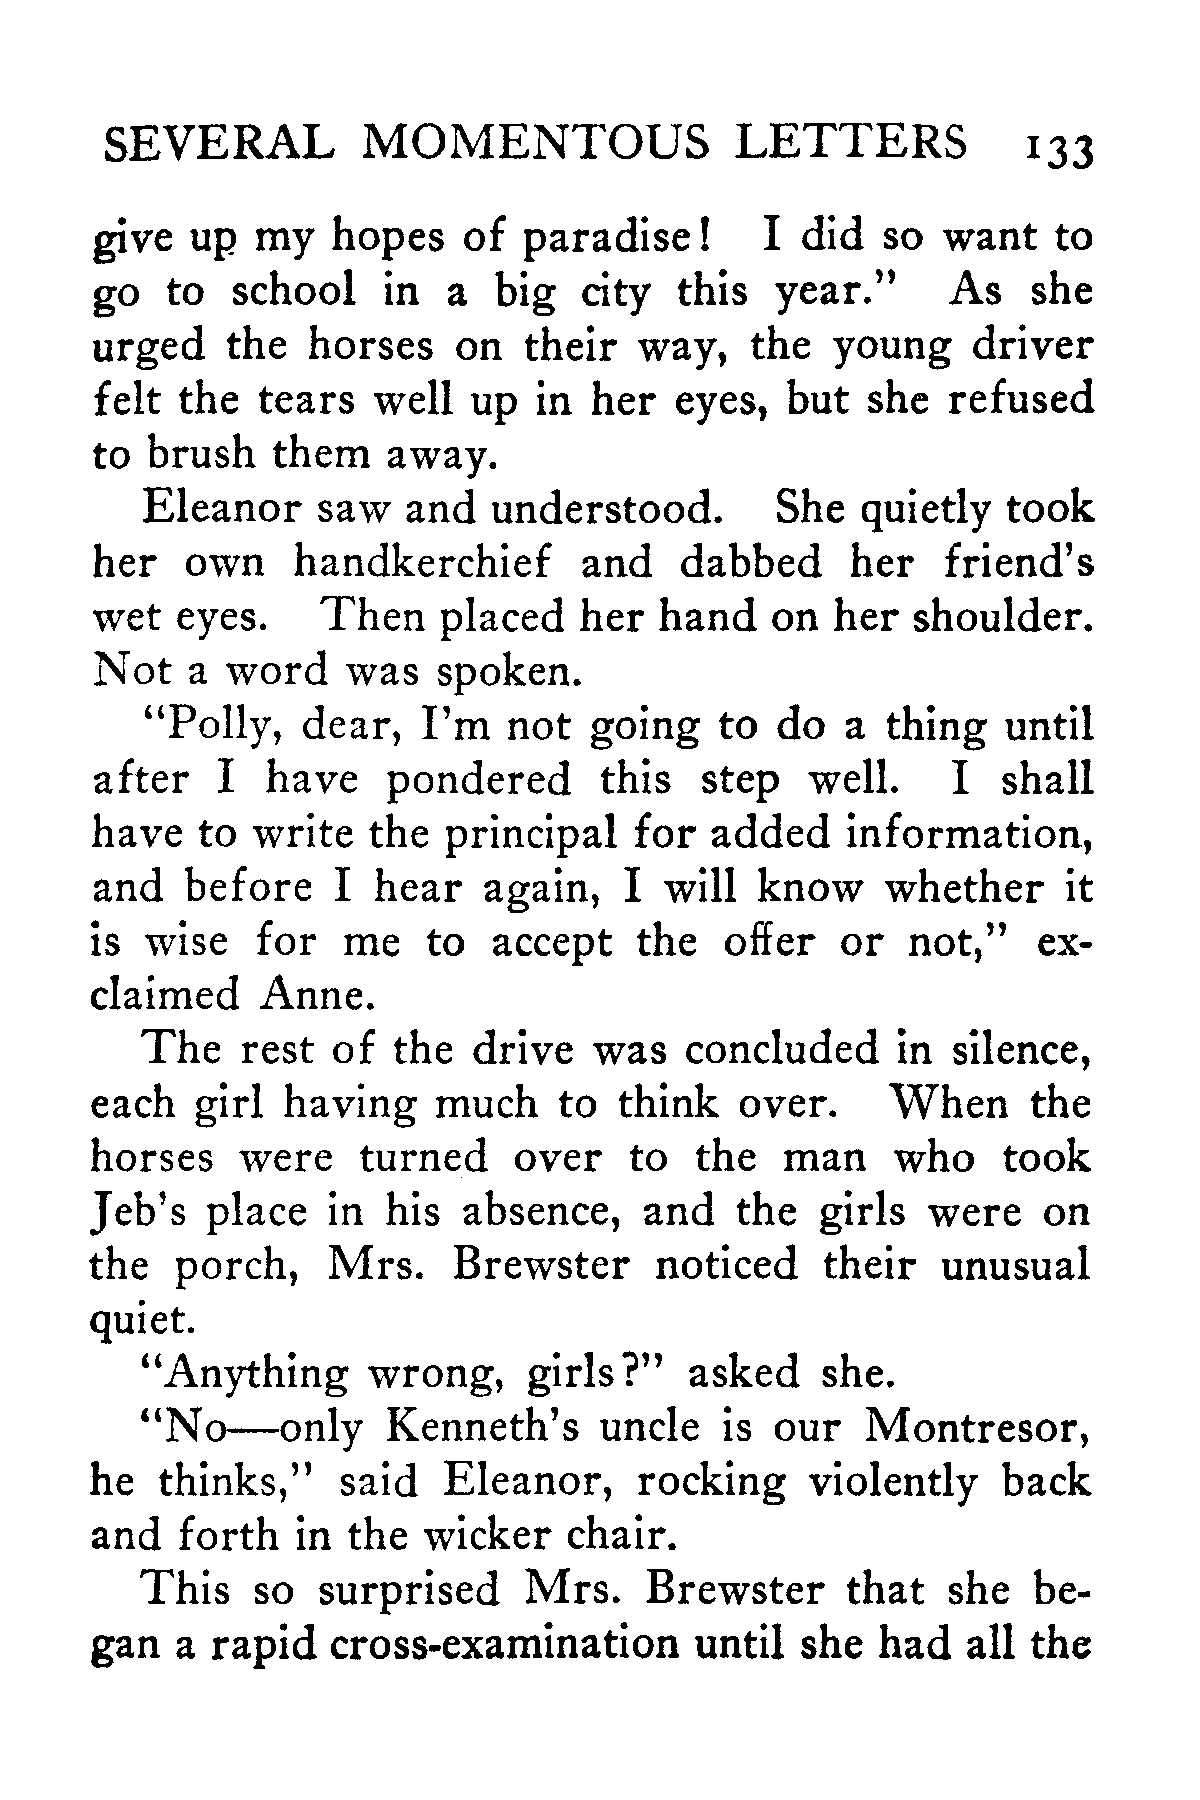 SEVERAL MOMENTOUS LETTERS 133
give up my hopes of paradise! I did so want to
go to school in a big city this year.” As she
urged the horses on their way, the young driver
felt the tears well up in her eyes, but she refused
to brush them away.
Eleanor saw and understood. She quietly took
her own handkerchief and dabbed her friend’s
wet eyes. Then placed her hand on her shoulder.
Not a word was spoken.
“Polly, dear, I’m not going to do a thing until
after I have pondered this step well. I shall
have to write the principal for added information,
and before I hear again, I will know whether it
is wise for me to accept the offer or not,” ex-
claimed Anne.
The rest of the drive was concluded in silence,
each girl having much to think over. When the
horses were turned over to the man who took
Jeb’s place in his absence, and the girls were on
the porch, Mrs. Brewster noticed their unusual
quiet.
“Anything wrong, girls?” asked she.
“No—only Kenneth’s uncle is our Montresor,
he thinks,” said Eleanor, rocking violently back
and forth in the wicker chair.
This so surprised Mrs. Brewster that she be-
gan a rapid cross-examination until she had all the